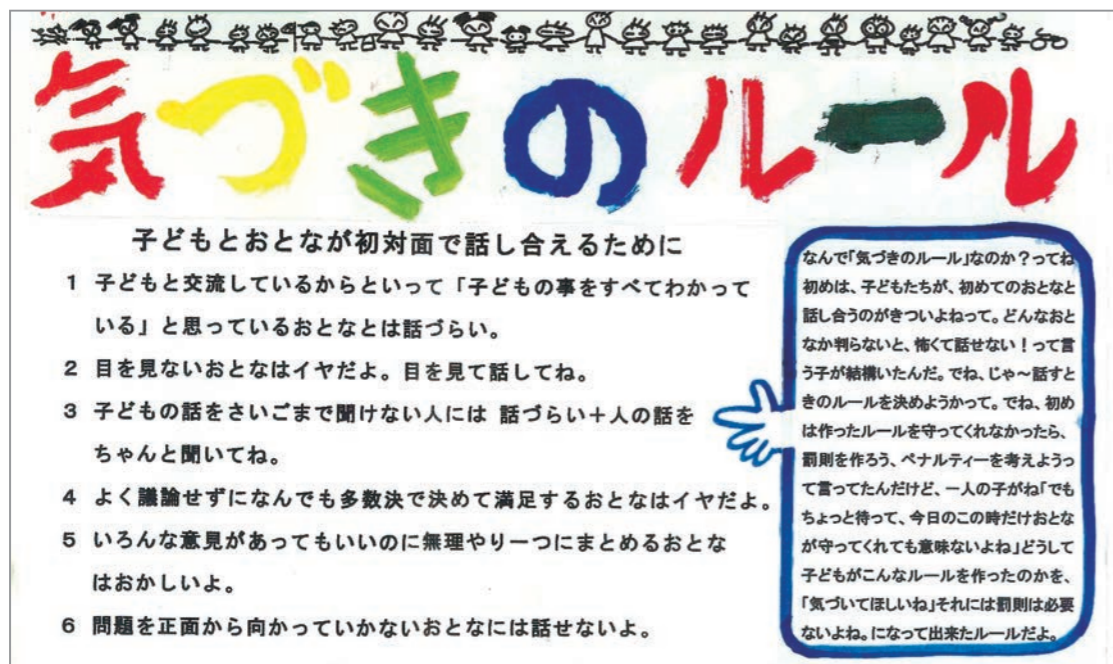 気づきのルール
子どもとおとなが初対面で話し合えるために
1 子どもと交流しているからといって「子どもの事をすべてわかって
いる」と思っているおとなとは話づらい。
2 目を見ないおとなはイヤだよ。目を見て話してね。
3 子どもの話をさいごまで聞けない人には 話づらい+人の話を
ちゃんと聞いてね。
4 よく議論せずになんでも多数決で決めて満足するおとなはイヤだよ。
5 いろんな意見があってもいいのに無理やり一つにまとめるおとな
はおかしいよ。
6 問題を正面から向かっていかないおとなには話せないよ。
なんで「気づきのルール」なのか？ってね
初めは、子どもたちが、初めてのおとなと
話し合うのがきついよねって。どんなおと
なか判らないと、怖くて話せない！って言
う子が結構いたんだ。でね、じゃ〜話すと
きのルールを決めようかって。でね、初め
は作ったルールを守ってくれなかったら、
罰則を作ろう、ペナルティーを考えようっ
て言ってたんだけど、一人の子がね「でも
ちょっと待って、今日のこの時だけおとな
が守ってくれても意味ないよね」どうして
子どもがこんなルールを作ったのかを、
「気づいてほしいね」それには罰則は必要
ないよね。になって出来たルールだよ。